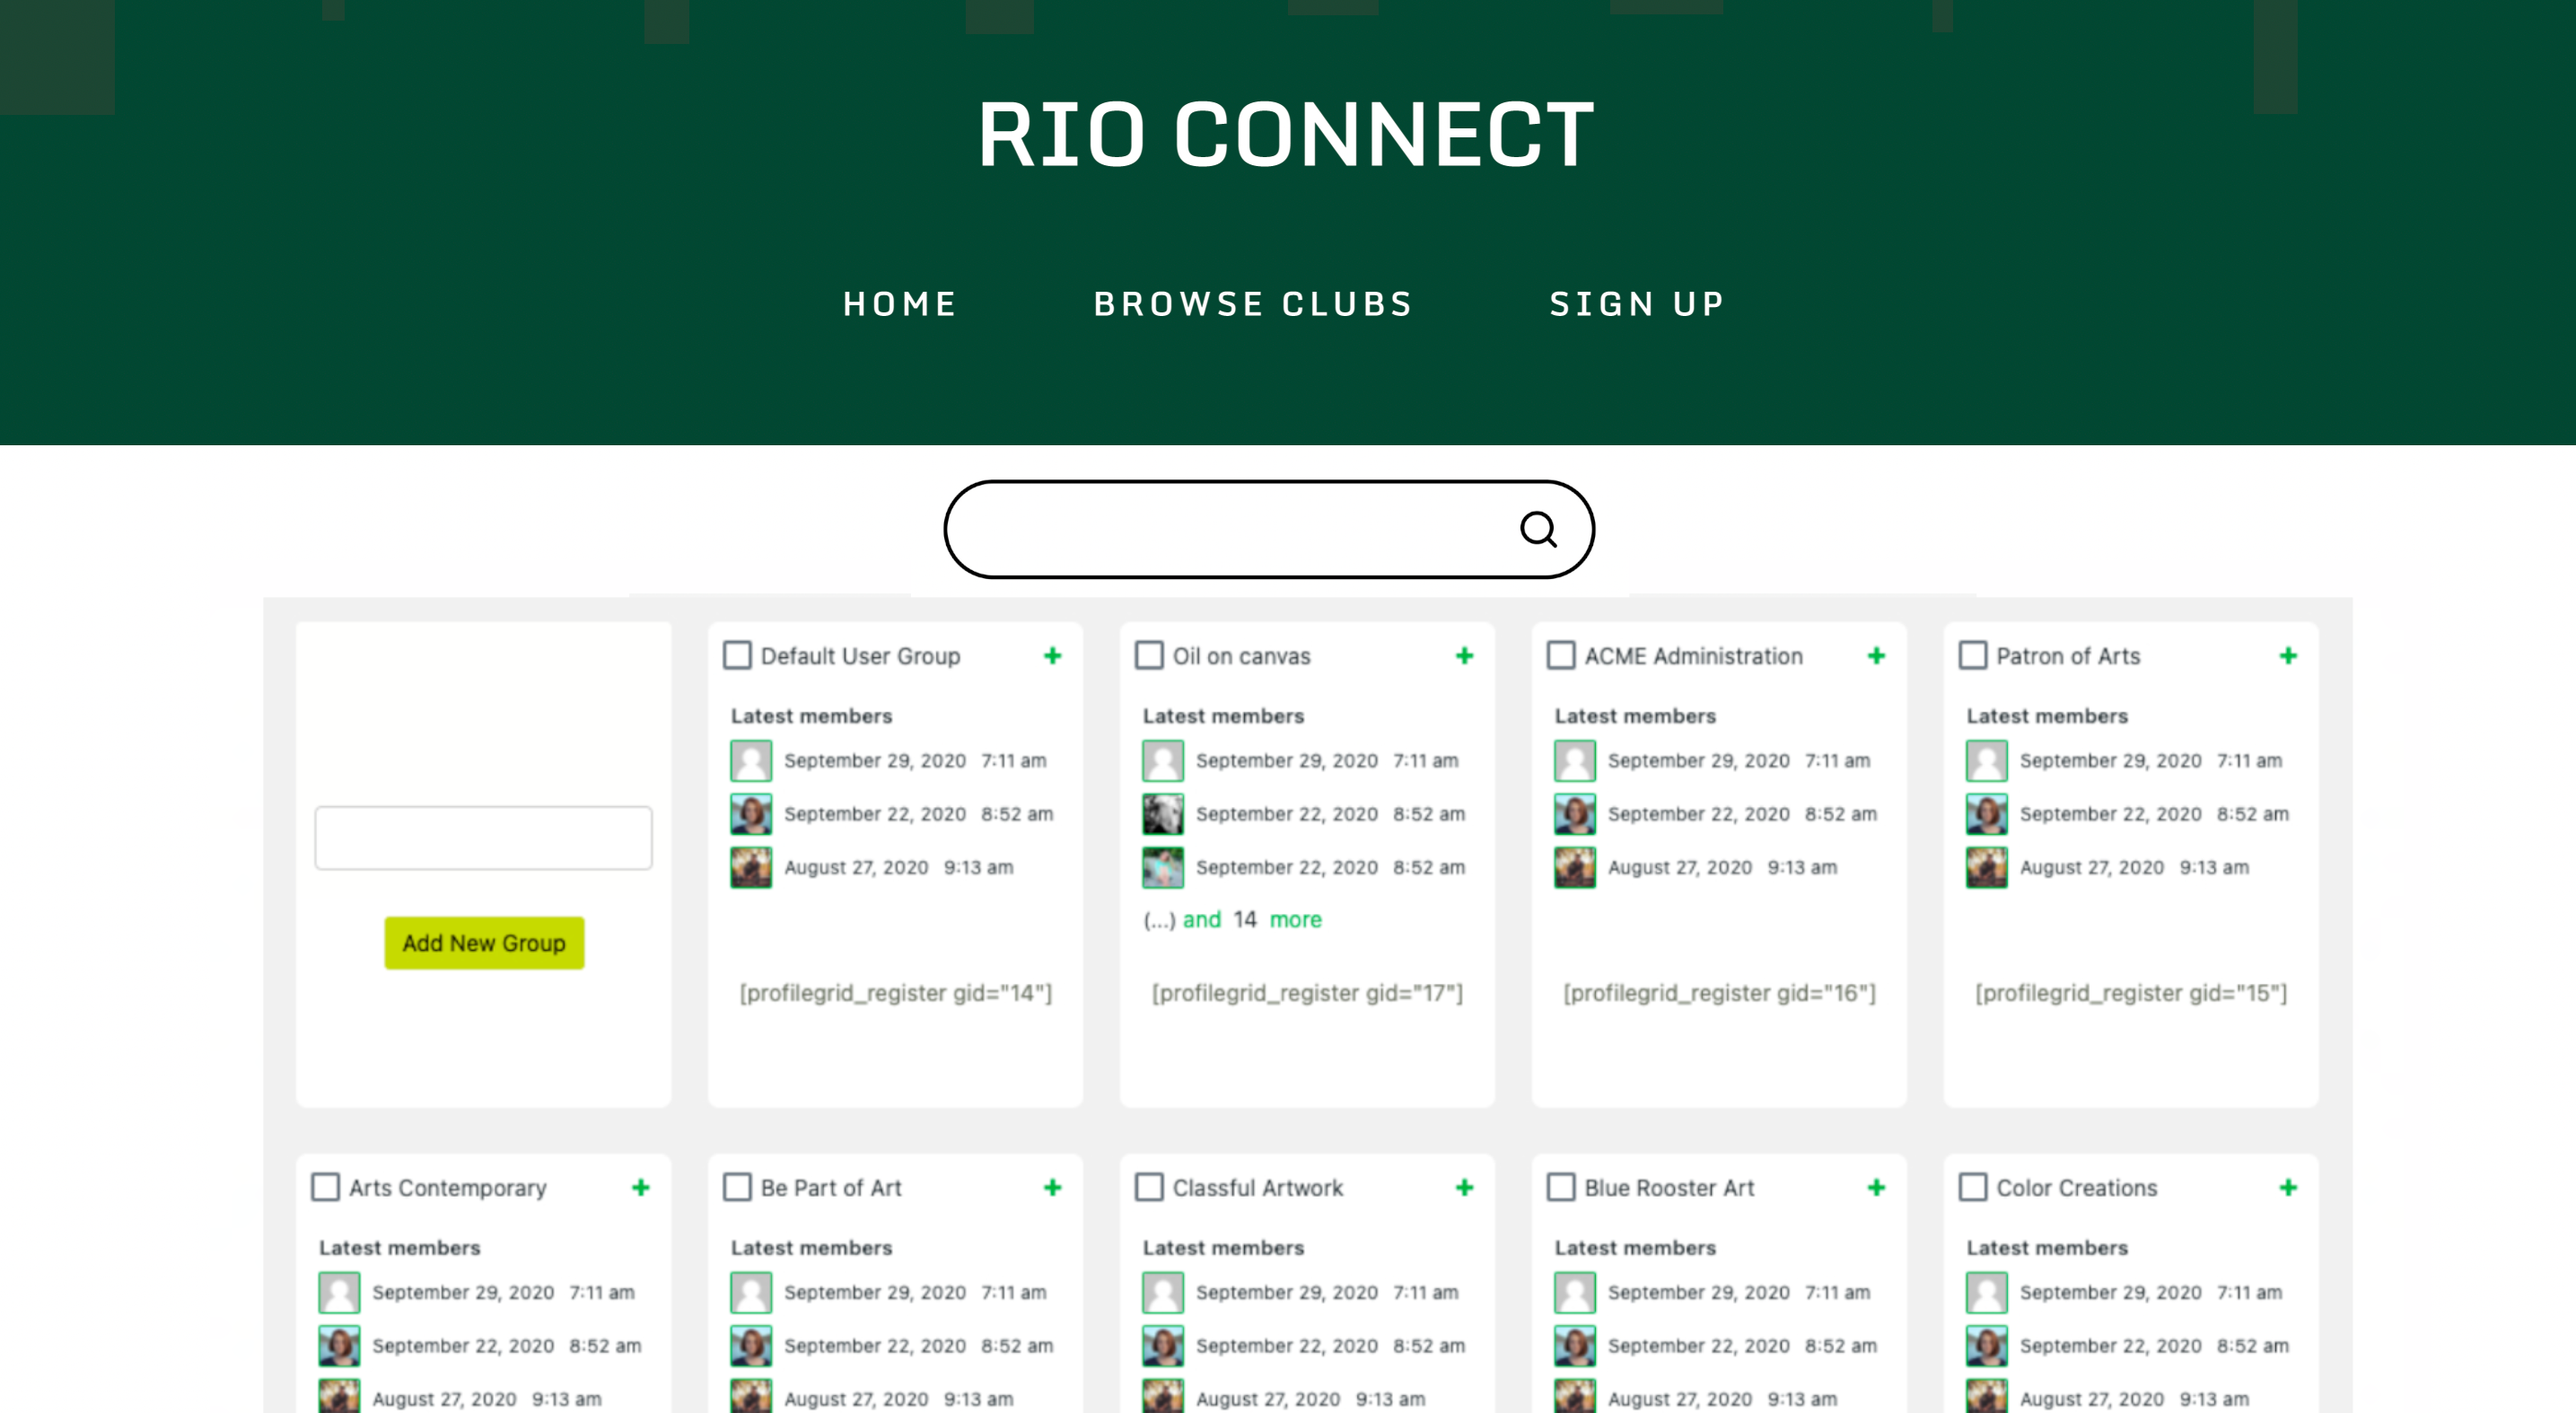 RIO CONNECT
HOME BROWSE CLUBS SIGN UP
Add New Group
Default User Group
Latest members
September 29, 2020 7:11 am
September 22, 2020 8:52 am
August 27, 2020 9:13 am
[profilegrid_register gid="14"]
Oil on canvas
Latest members
September 29, 2020 7:11 am
September 22, 2020 8:52 am
September 22, 2020 8:52 am
(...) and 14 more
[profilegrid_register gid="17"]
ACME Administration
Latest members
September 29, 2020 7:11 am
September 22, 2020 8:52 am
August 27, 2020 9:13 am
[profilegrid_register gid="16"]
Patron of Arts
Latest members
September 29, 2020 7:11 am
September 22, 2020 8:52 am
August 27, 2020 9:13 am
[profilegrid_register gid="15"]
Arts Contemporary
Latest members
September 29, 2020 7:11 am
September 22, 2020 8:52 am
August 27, 2020 9:13 am
Be Part of Art
Latest members
September 29, 2020 7:11 am
September 22, 2020 8:52 am
August 27, 2020 9:13 am
Classful Artwork
Latest members
September 29, 2020 7:11 am
September 22, 2020 8:52 am
August 27, 2020 9:13 am
Blue Rooster Art
Latest members
September 29, 2020 7:11 am
September 22, 2020 8:52 am
August 27, 2020 9:13 am
Color Creations
Latest members
September 29, 2020 7:11 am
September 22, 2020 8:52 am
August 27, 2020 9:13 am